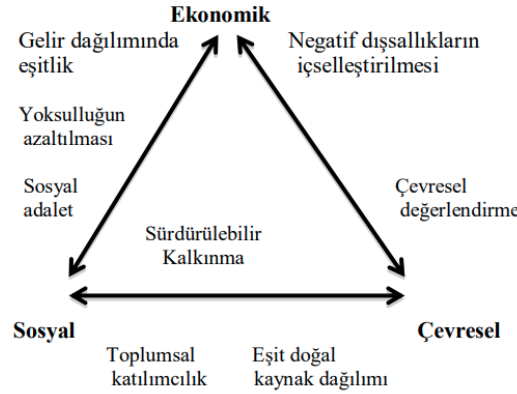 Ekonomik
Gelir dağılımında
eşitlik
Negatif dışsallıkların
içselleştirilmesi
Yoksulluğun
azaltılması
Sosyal
adalet
Çevresel
değerlendirme
Sürdürülebilir
Kalkınma
Sosyal
Çevresel
Toplumsal
katılımcılık
Eşit doğal
kaynak dağılımı